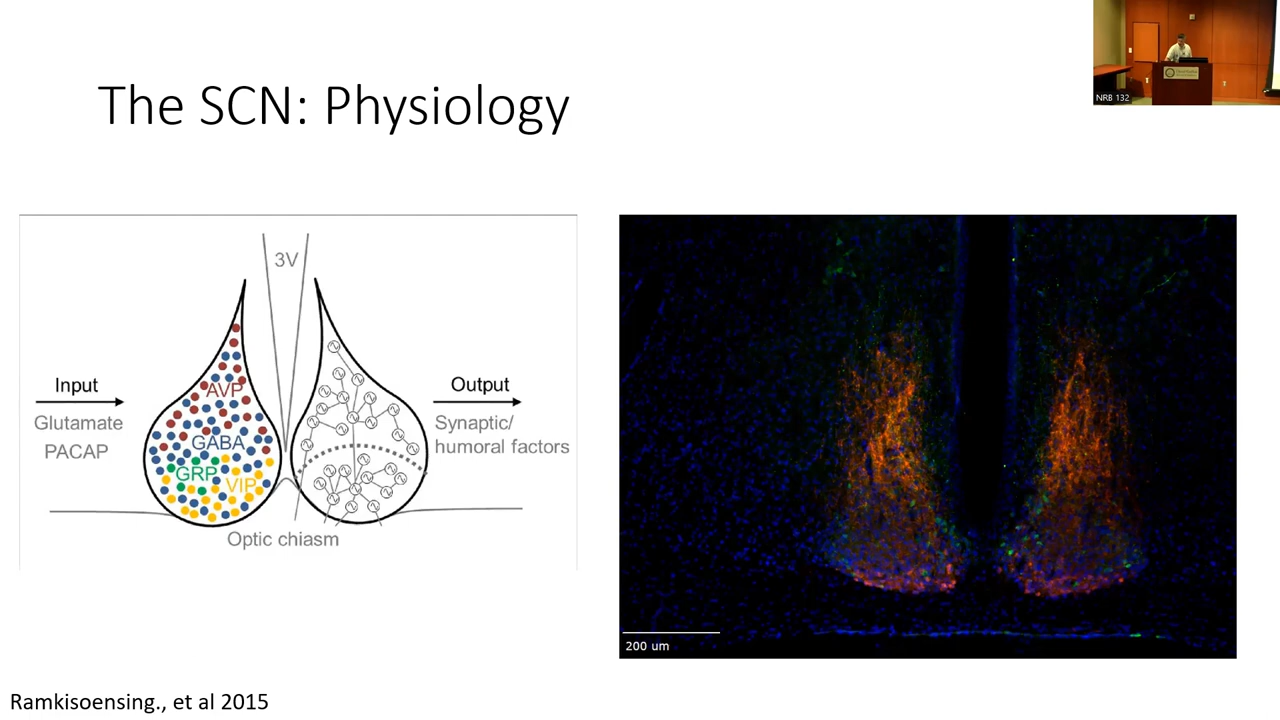 NRB 132
The SCN: Physiology
3V
Input
Glutamate
PACAP
AVP
GABA
GRP
VIP
Output
Synaptic/
humoral factors
Optic chiasm
200 um
Ramkisoensing., et al 2015